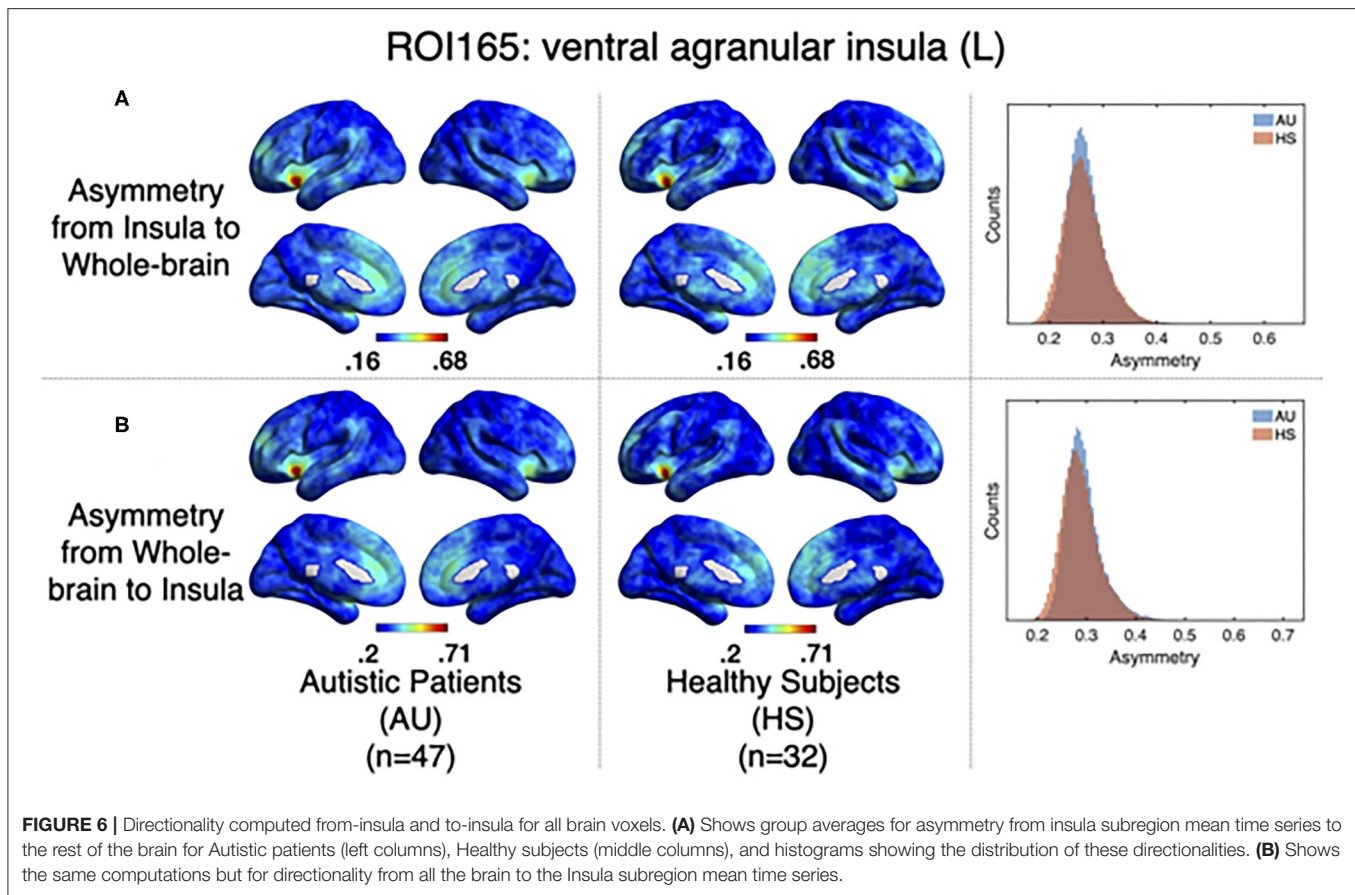 ROI165: ventral agranular insula (L)
A
Asymmetry
from Insula to
Whole-brain
.16 .68
.16 .68
AU
HS
Counts
0.2 0.3 0.4 0.5 0.6
Asymmetry
B
Asymmetry
from Whole-
brain to Insula
.2 .71
.2 .71
AU
HS
Counts
0.2 0.3 0.4 0.5 0.6 0.7
Asymmetry
Autistic Patients
(AU)
(n=47)
Healthy Subjects
(HS)
(n=32)
FIGURE 6 | Directionality computed from-insula and to-insula for all brain voxels. (A) Shows group averages for asymmetry from insula subregion mean time series to
the rest of the brain for Autistic patients (left columns), Healthy subjects (middle columns), and histograms showing the distribution of these directionalities. (B) Shows
the same computations but for directionality from all the brain to the Insula subregion mean time series.